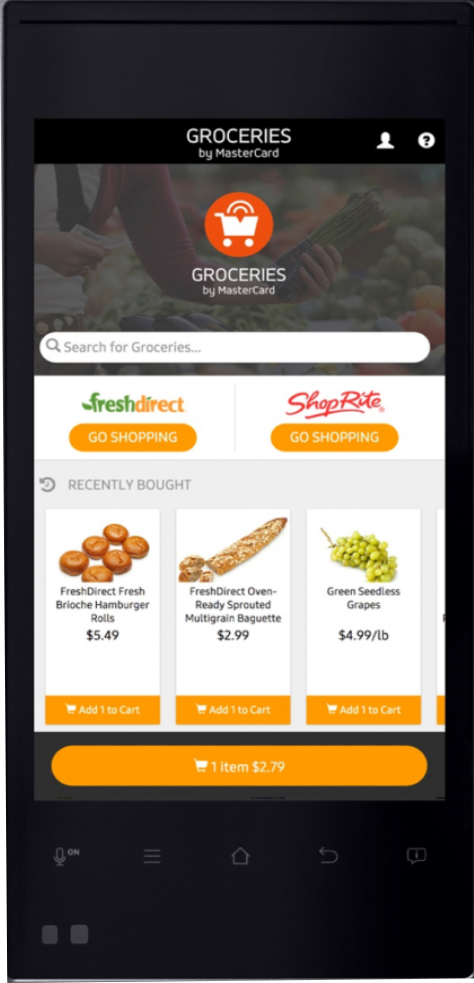 GROCERIES
by MasterCard
GROCERIES
by MasterCard
Search for Groceries...
freshdirect
ShopRite
GO SHOPPING
GO SHOPPING
RECENTLY BOUGHT
FreshDirect Fresh
Brioche Hamburger
Rolls
$5.49
FreshDirect Oven-
Ready Sprouted
Multigrain Baguette
$2.99
Green Seedless
Grapes
$4.99/lb
Add 1 to Cart
Add 1 to Cart
Add 1 to Cart
1 item $2.79
ON